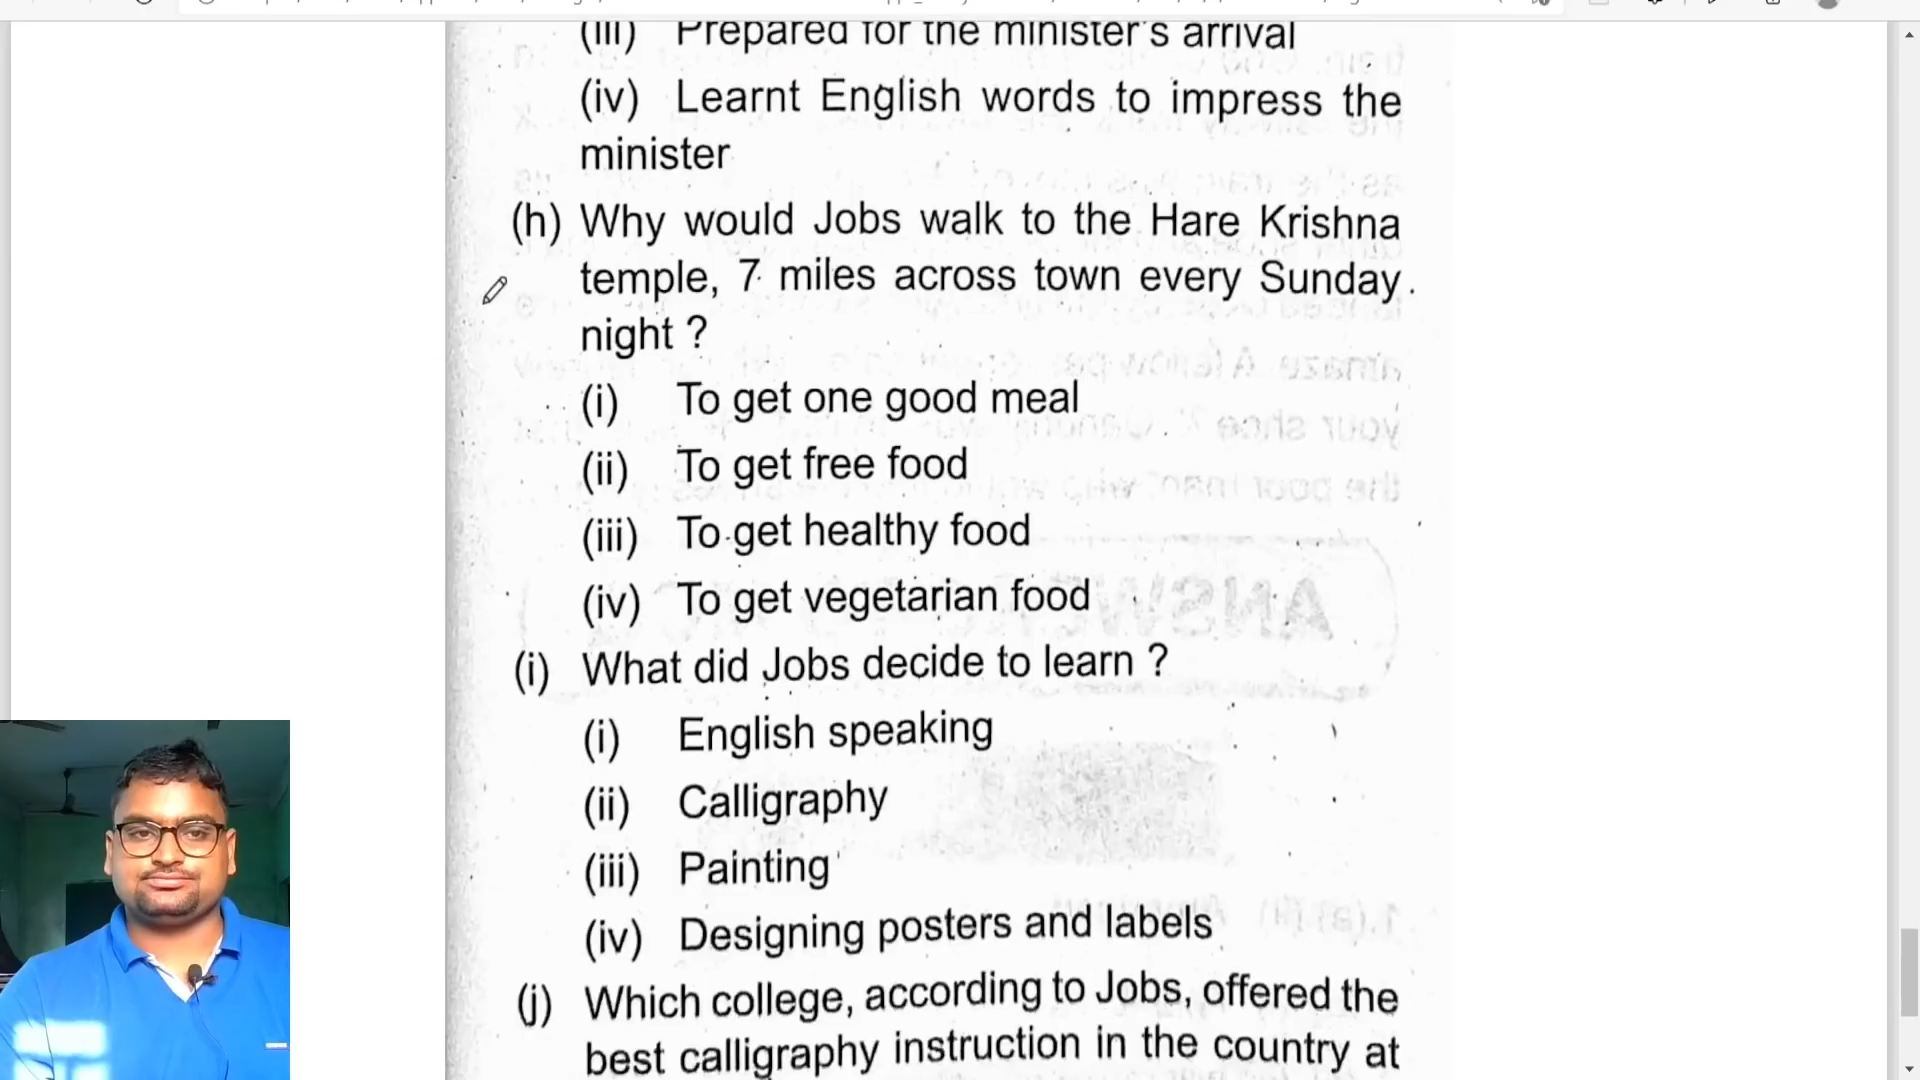 (iii) Prepared for the minister's arrival
(iv) Learnt English words to impress the
minister
(h) Why would Jobs walk to the Hare Krishna
temple, 7 miles across town every Sunday
night ?
(i) To get one good meal
(ii) To get free food
(iii) To get healthy food
(iv) To get vegetarian food
(i) What did Jobs decide to learn ?
(i) English speaking
(ii) Calligraphy
(iii) Painting
(iv) Designing posters and labels
(j) Which college, according to Jobs, offered the
best calligraphy instruction in the country at